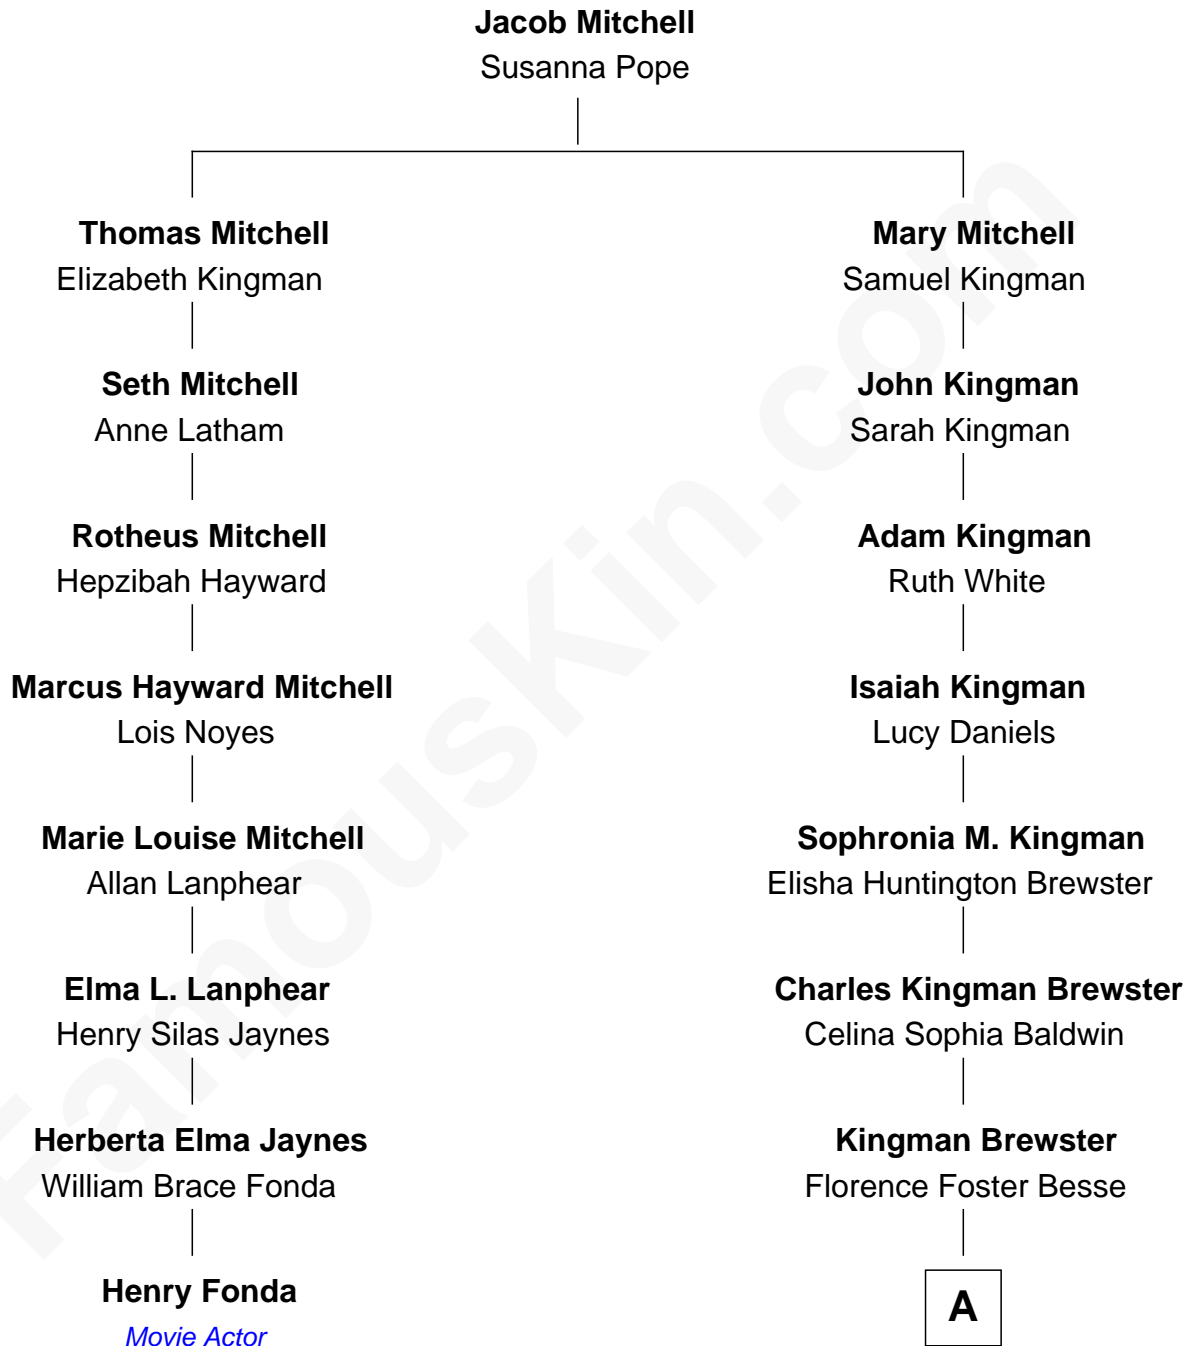 Jacob Mitchell
Susanna Pope
Thomas Mitchell
Elizabeth Kingman
Mary Mitchell
Samuel Kingman
Seth Mitchell
Anne Latham
John Kingman
Sarah Kingman
Rotheus Mitchell
Hepzibah Hayward
Adam Kingman
Ruth White
Marcus Hayward Mitchell
Lois Noyes
Isaiah Kingman
Lucy Daniels
Marie Louise Mitchell
Allan Lanphear
Sophronia M. Kingman
Elisha Huntington Brewster
Elma L. Lanphear
Henry Silas Jaynes
Charles Kingman Brewster
Celina Sophia Baldwin
Herberta Elma Jaynes
William Brace Fonda
Kingman Brewster
Florence Foster Besse
Henry Fonda
Movie Actor
A
FamousKin.com